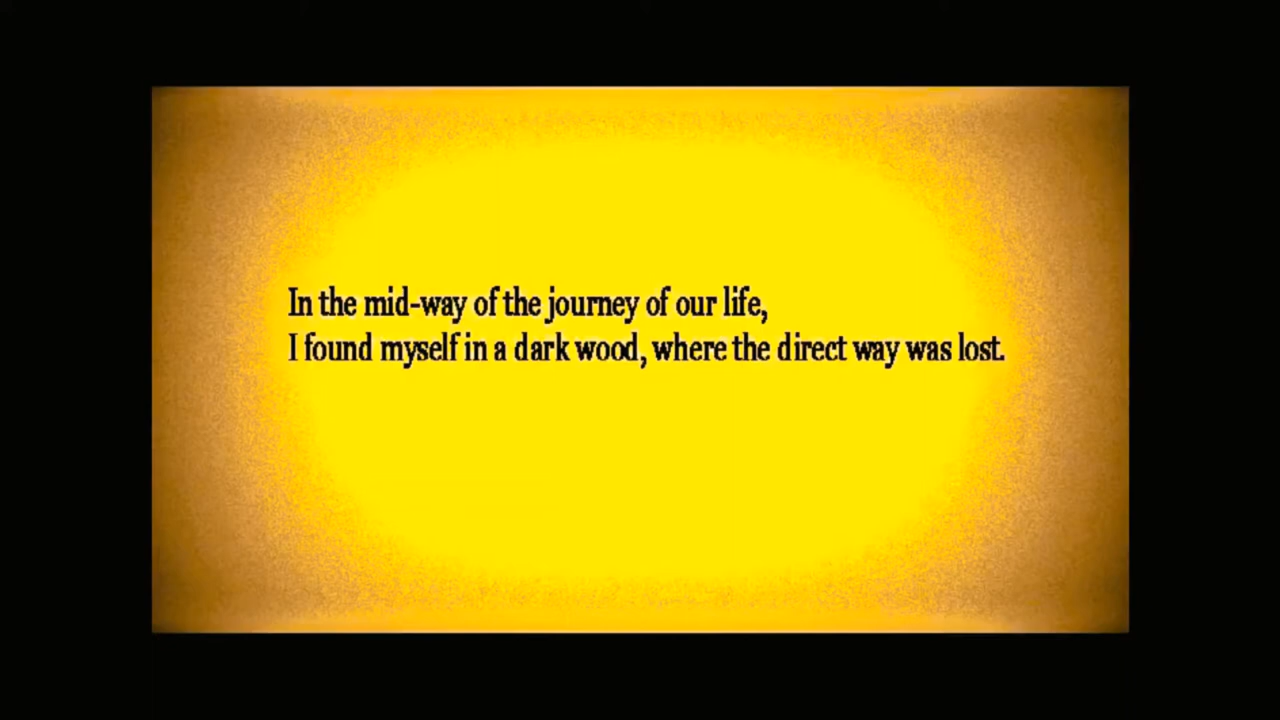 In the mid-way of the journey of our life,
I found myself in a dark wood, where the direct way was lost.